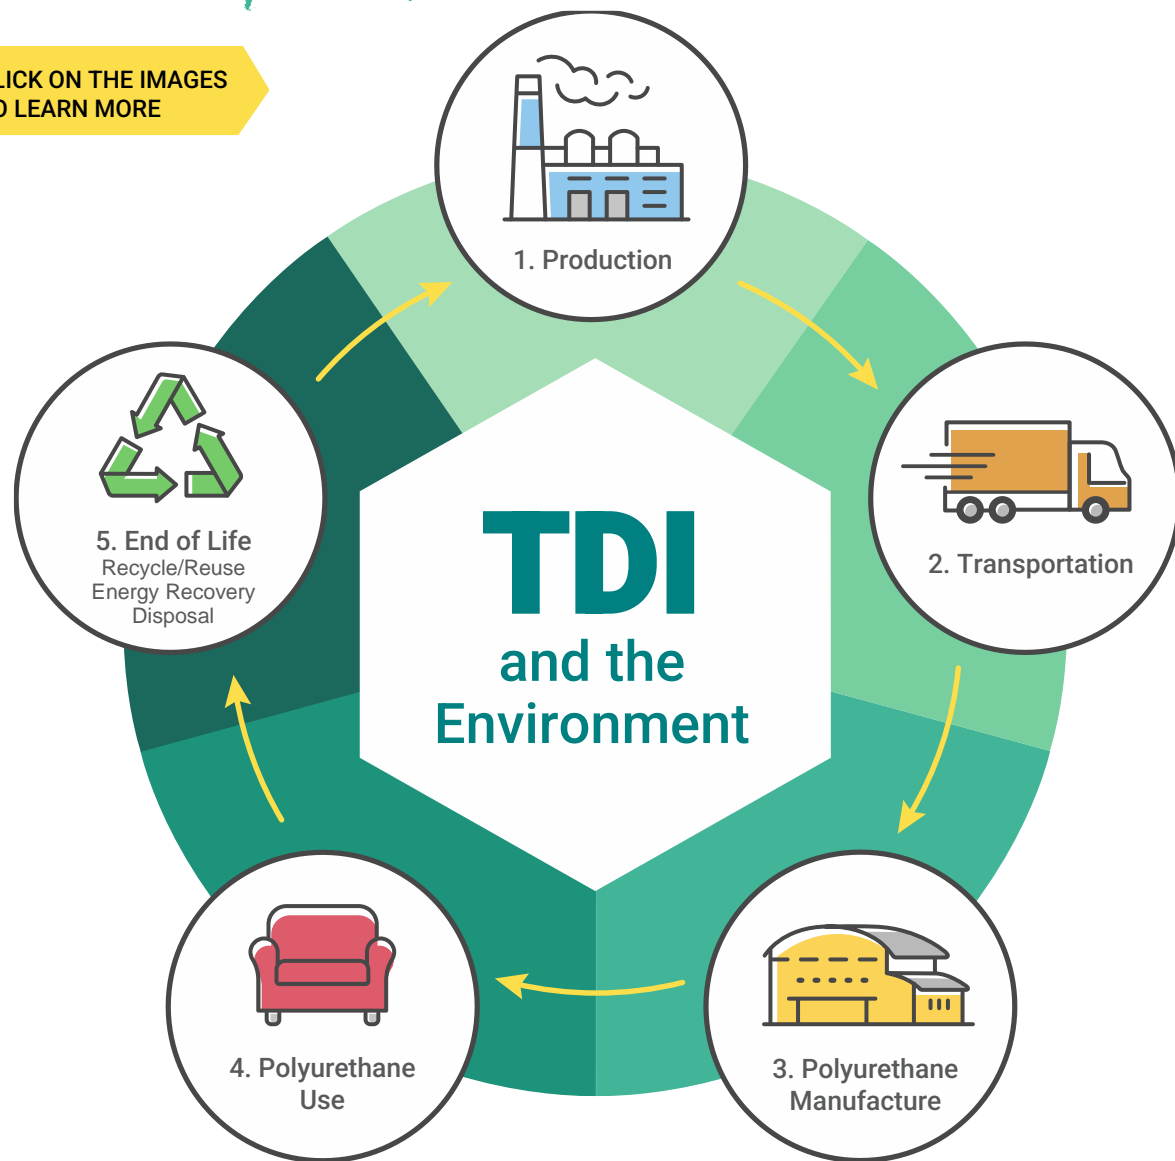 LICK ON THE IMAGES
O LEARN MORE
1. Production
2. Transportation
3. Polyurethane
Manufacture
4. Polyurethane
Use
5. End of Life
Recycle/Reuse
Energy Recovery
Disposal
TDI
and the
Environment